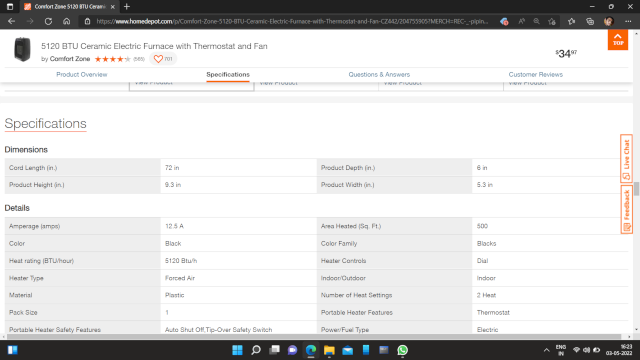 Comfort Zone 5120 BTU Ceramic
https://www.homedepot.com/p/Comfort-Zone-5120-BTU-Ceramic-Electric-Furnace-with-Thermostat-and-Fan-CZ442/204755905?MERCH=REC-_-pipin...
5120 BTU Ceramic Electric Furnace with Thermostat and Fan
by Comfort Zone (565) 701
$34.97
TOP
Product Overview Specifications Questions & Answers Customer Reviews
View Product View Product View Product View Product
Specifications
Dimensions
Cord Length (in.) 72 in Product Depth (in.) 6 in
Product Height (in.) 9.3 in Product Width (in.) 5.3 in
Live Chat
Feedback
Details
Amperage (amps) 12.5 A Area Heated (Sq. Ft.) 500
Color Black Color Family Blacks
Heat rating (BTU/hour) 5120 Btu/h Heater Controls Dial
Heater Type Forced Air Indoor/Outdoor Indoor
Material Plastic Number of Heat Settings 2 Heat
Pack Size 1 Portable Heater Features Thermostat
Portable Heater Safety Features Auto Shut Off,Tip-Over Safety Switch Power/Fuel Type Electric
ENG
IN
16:23
03-05-2022